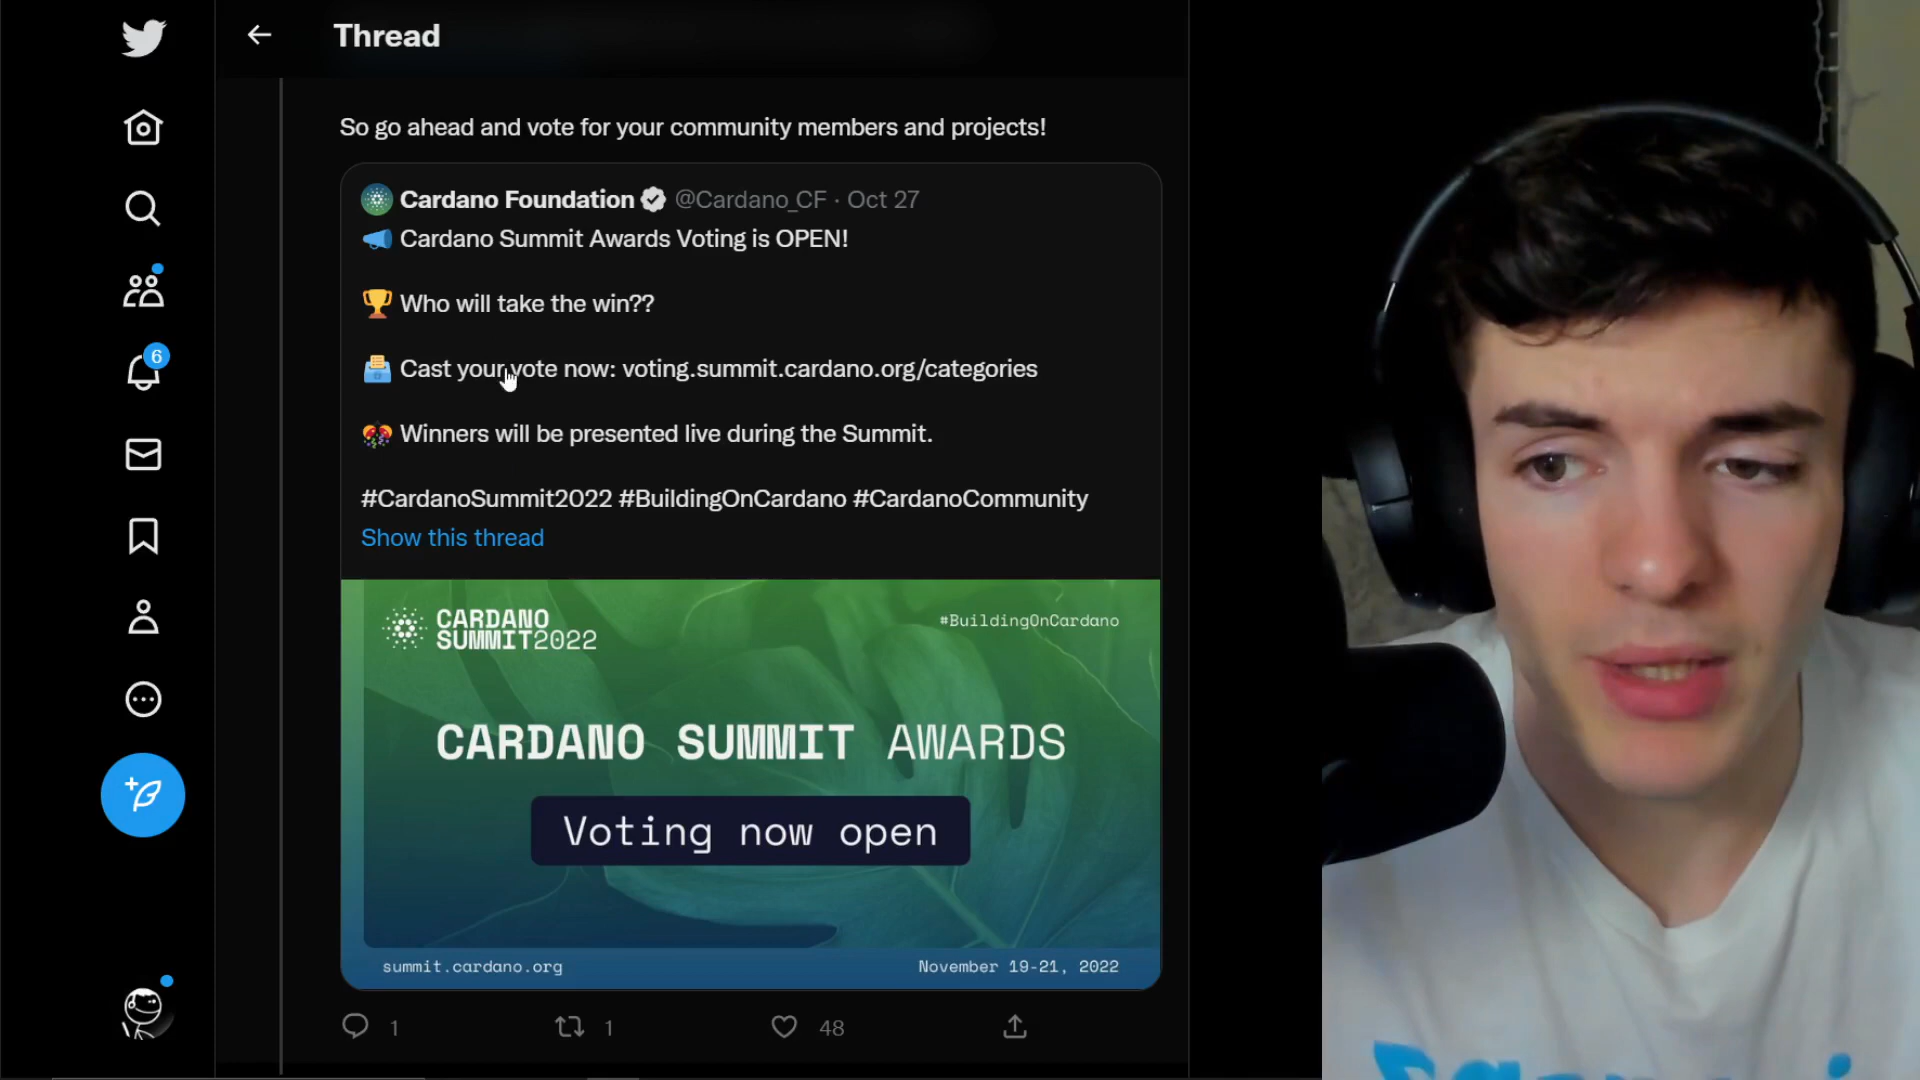 Thread
So go ahead and vote for your community members and projects!
Cardano Foundation @Cardano_CF · Oct 27
Cardano Summit Awards Voting is OPEN!
Who will take the win??
Cast your vote now: voting.summit.cardano.org/categories
Winners will be presented live during the Summit.
#CardanoSummit2022 #BuildingOnCardano #CardanoCommunity
Show this thread
CARDANO
SUMMIT2022
#BuildingOnCardano
CARDANO SUMMIT AWARDS
Voting now open
summit.cardano.org
November 19-21, 2022
1
1
48
6